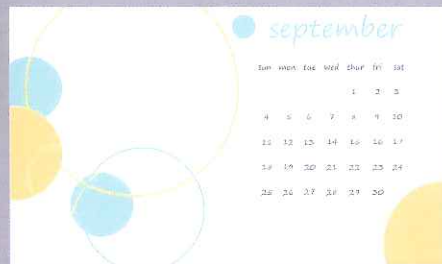 september
sun mon tue wed thur fri sat
1 2 3
4 5 6 7 8 9 10
11 12 13 14 15 16 17
18 19 20 21 22 23 24
25 26 27 28 29 30